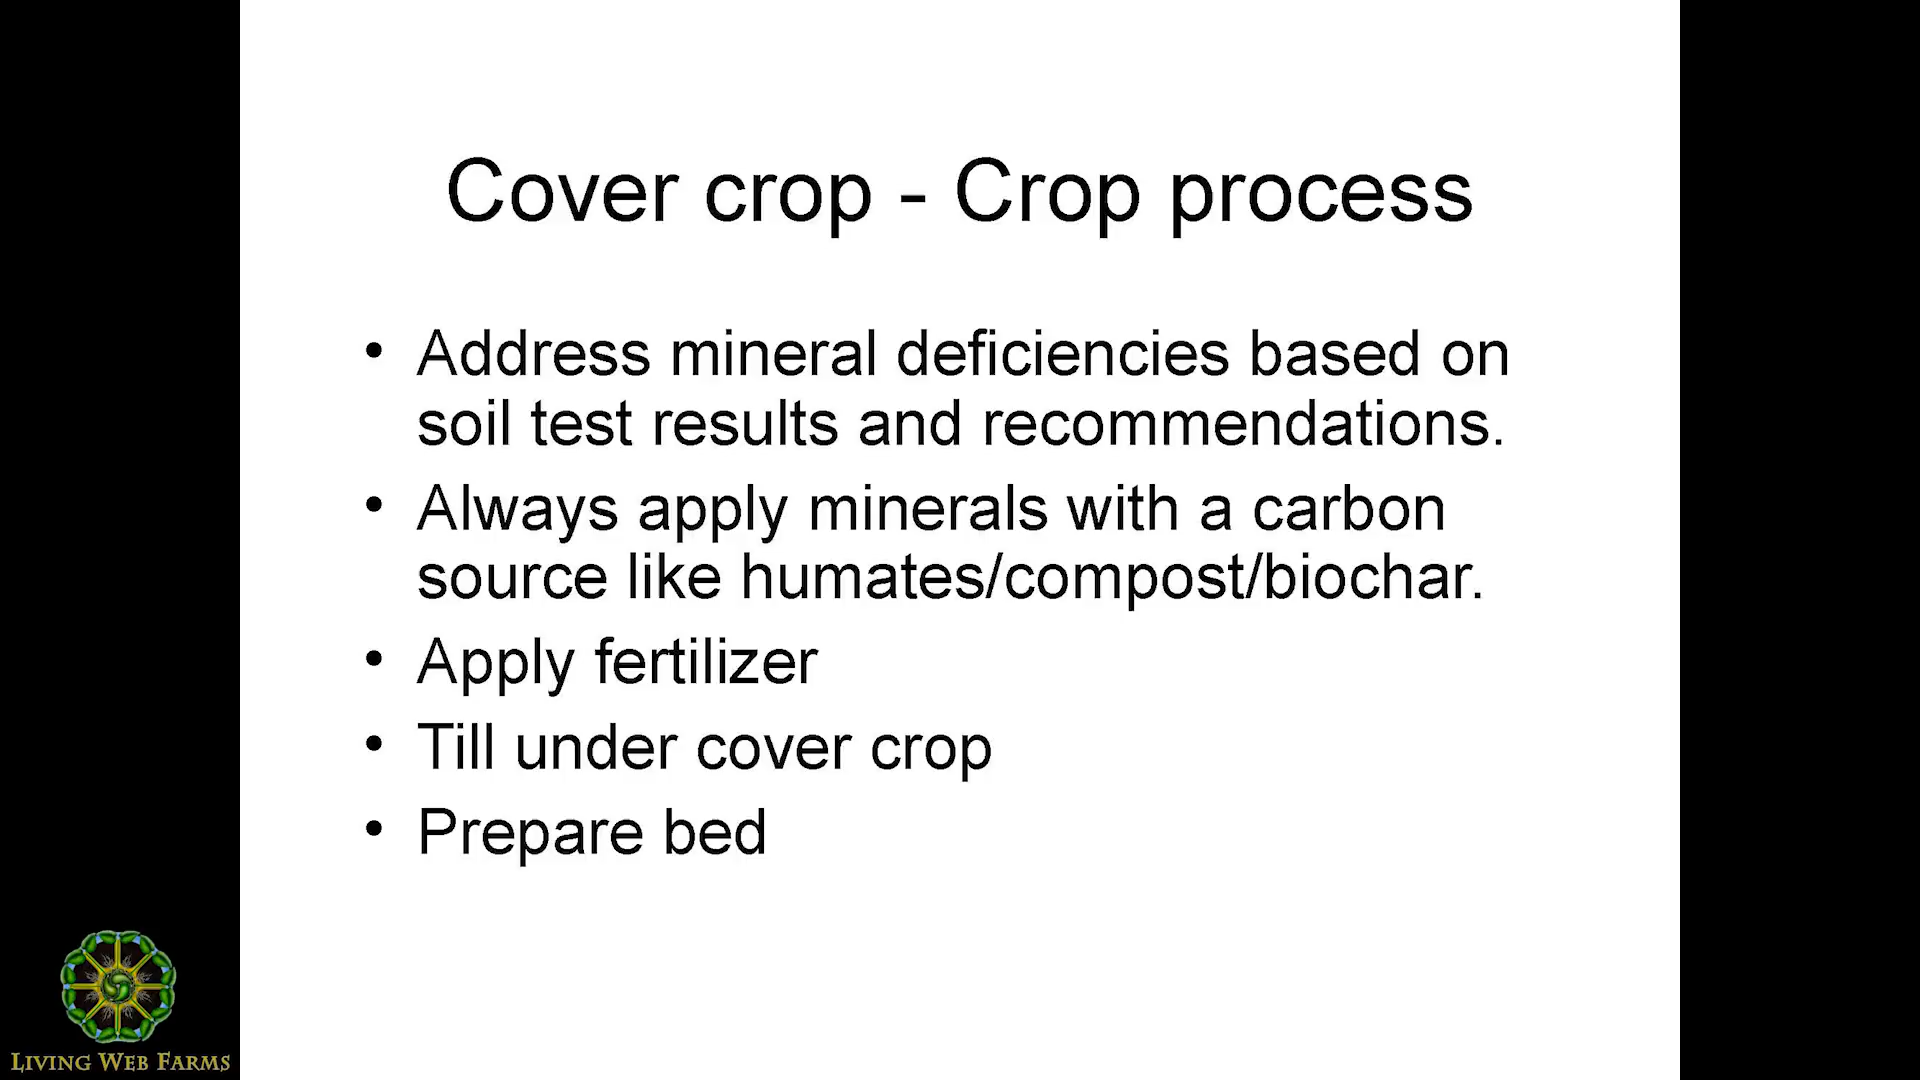 Cover crop - Crop process
• Address mineral deficiencies based on
soil test results and recommendations.
• Always apply minerals with a carbon
source like humates/compost/biochar.
• Apply fertilizer
• Till under cover crop
• Prepare bed
LIVING WEB FARMS